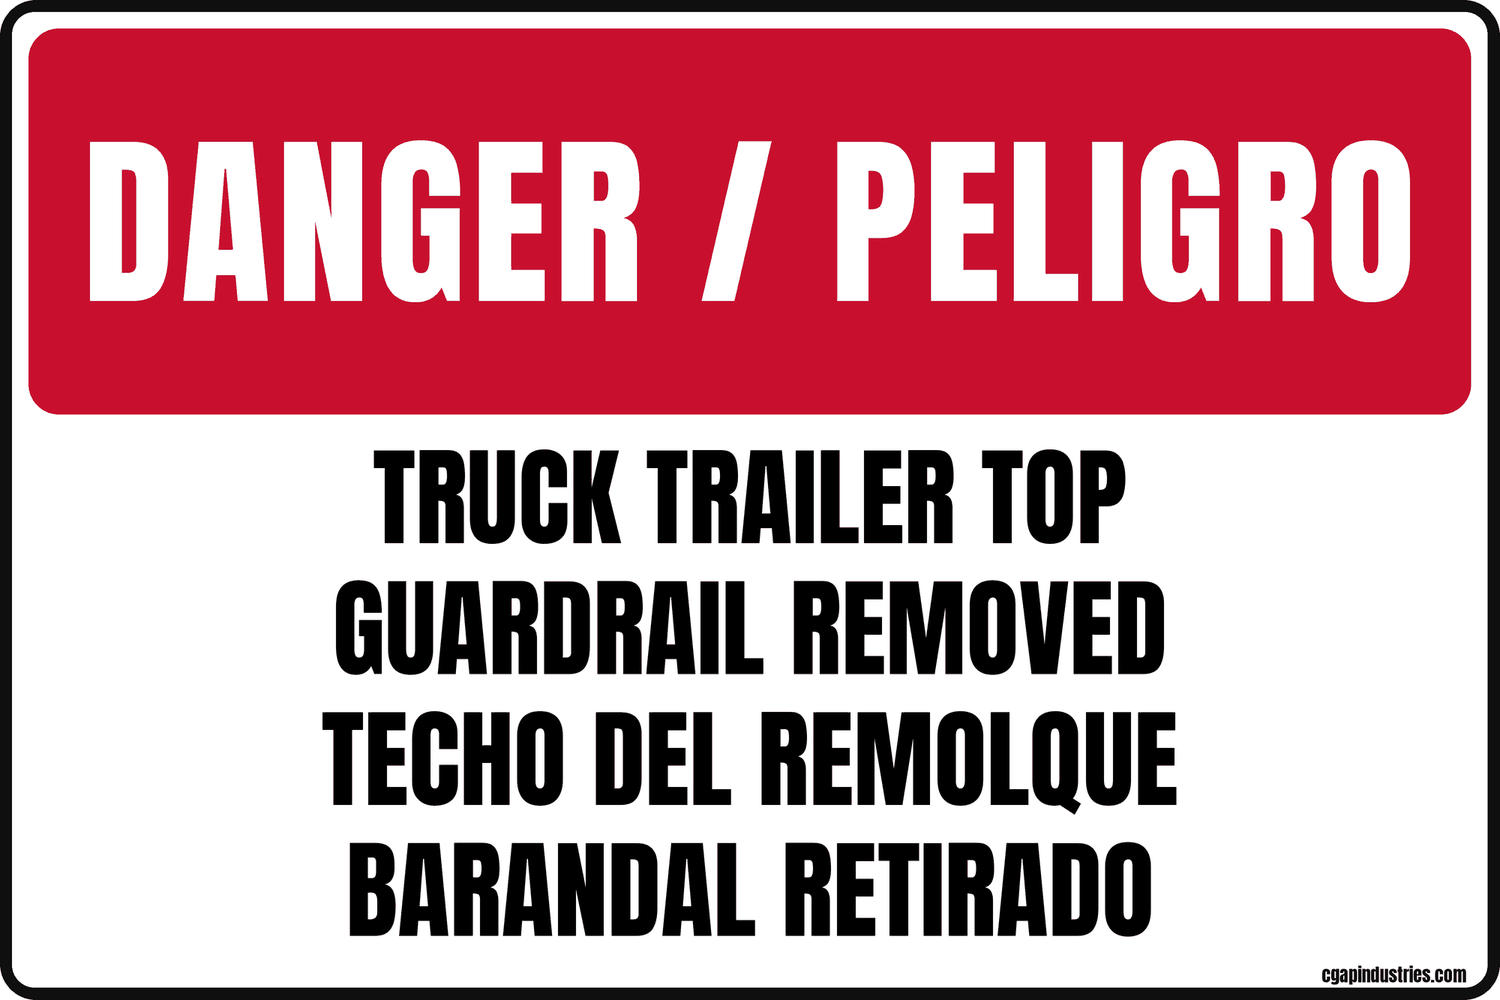 DANGER / PELIGRO
TRUCK TRAILER TOP
GUARDRAIL REMOVED
TECHO DEL REMOLQUE
BARANDAL RETIRADO
cgapindustries.com